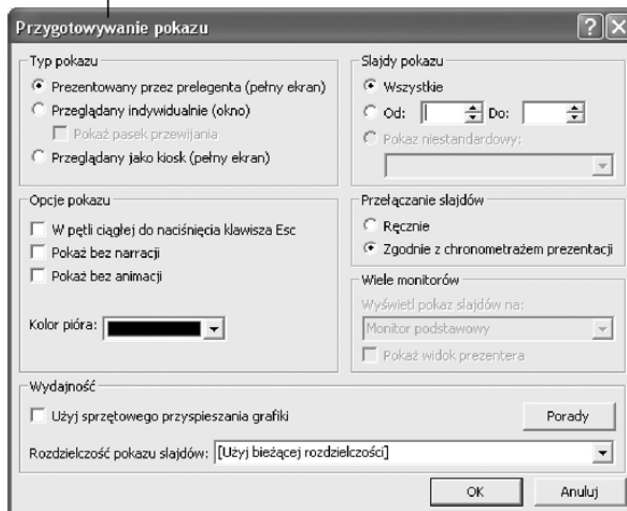 Przygotowywanie pokazu
Typ pokazu
Prezentowany przez prelegenta (pełny ekran)
Przeglądany indywidualnie (okno)
Pokaż pasek przewijania
Przeglądany jako kiosk (pełny ekran)
Slajdy pokazu
Wszystkie
Od: Do:
Pokaz niestandardowy:
Opcje pokazu
W pętli ciągłej do naciśnięcia klawisza Esc
Pokaż bez narracji
Pokaż bez animacji
Kolor pióra:
Przełączanie slajdów
Ręcznie
Zgodnie z chronometrażem prezentacji
Wiele monitorów
Wyświetl pokaz slajdów na:
Monitor podstawowy
Pokaż widok prezentera
Wydajność
Użyj sprzętowego przyspieszania grafiki
Porady
Rozdzielczość pokazu slajdów: [Użyj bieżącej rozdzielczości]
OK Anuluj